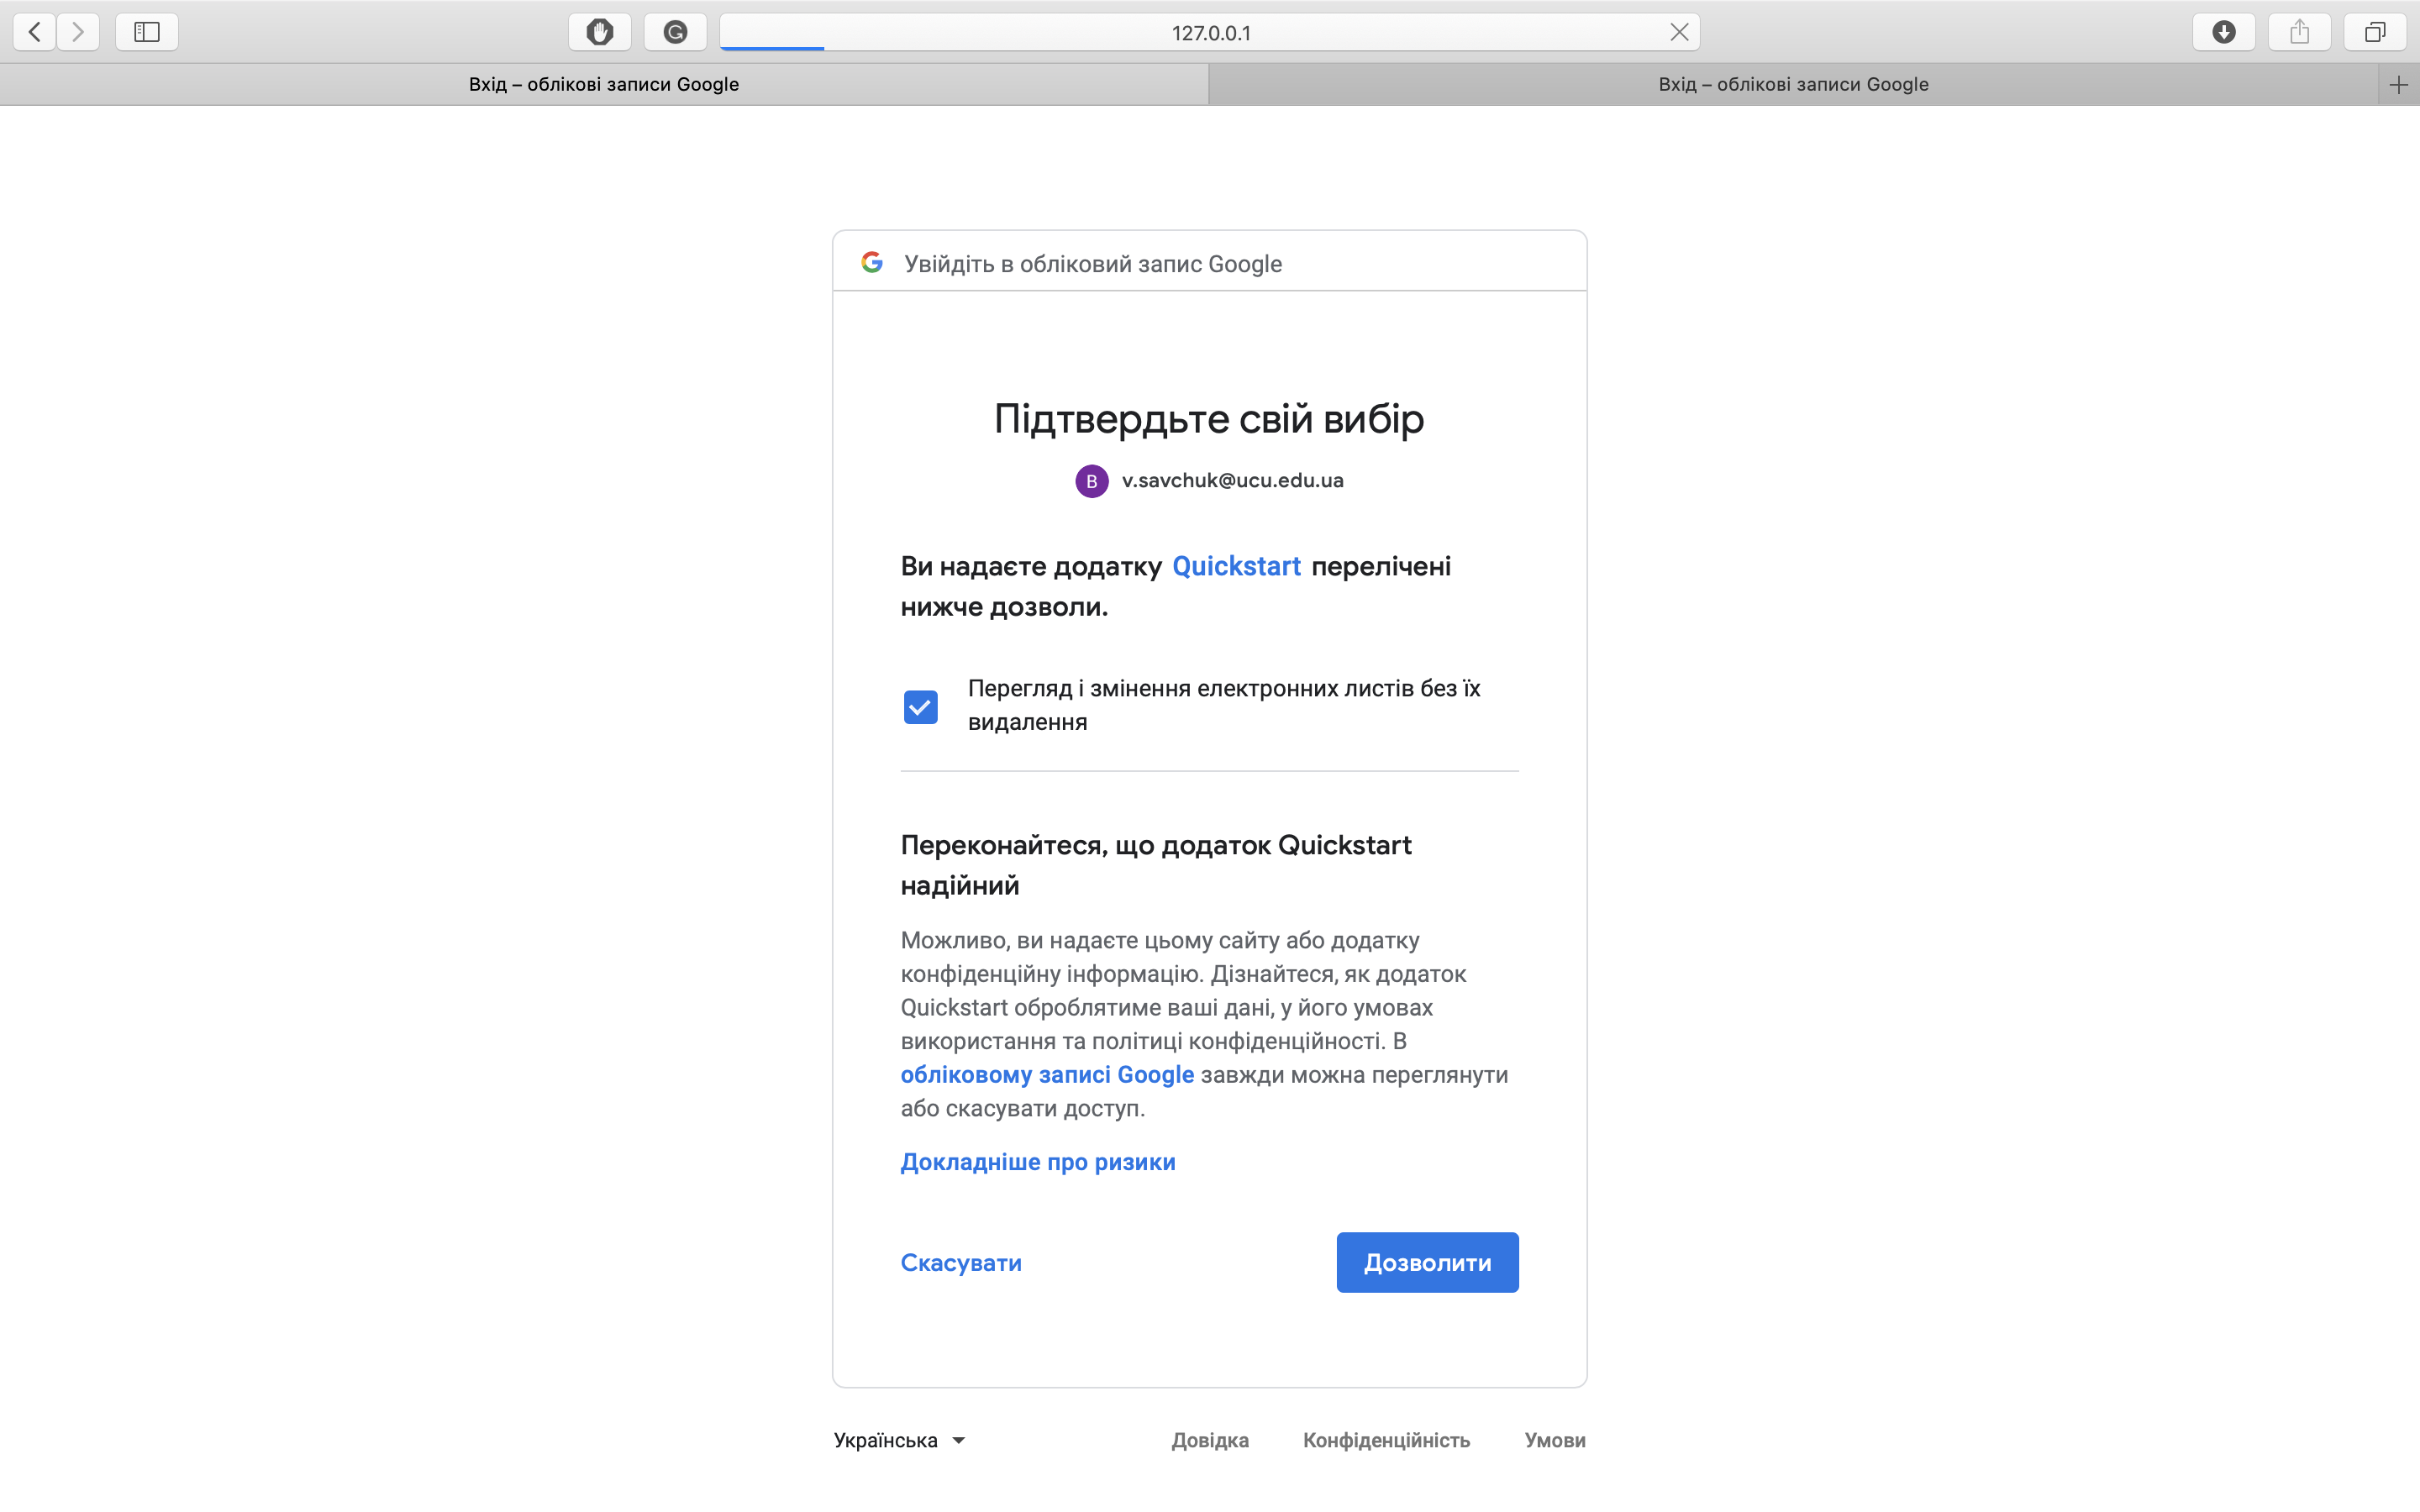 127.0.0.1
Вхід – облікові записи Google
Вхід – облікові записи Google
Увійдіть в обліковий запис Google
Підтвердьте свій вибір
В v.savchuk@ucu.edu.ua
Ви надаєте додатку Quickstart перелічені
нижче дозволи.
Перегляд і змінення електронних листів без їх
видалення
Переконайтеся, що додаток Quickstart
надійний
Можливо, ви надаєте цьому сайту або додатку
конфіденційну інформацію. Дізнайтеся, як додаток
Quickstart оброблятиме ваші дані, у його умовах
використання та політиці конфіденційності. В
обліковому записі Google завжди можна переглянути
або скасувати доступ.
Докладніше про ризики
Скасувати Дозволити
Українська Довідка Конфіденційність Умови